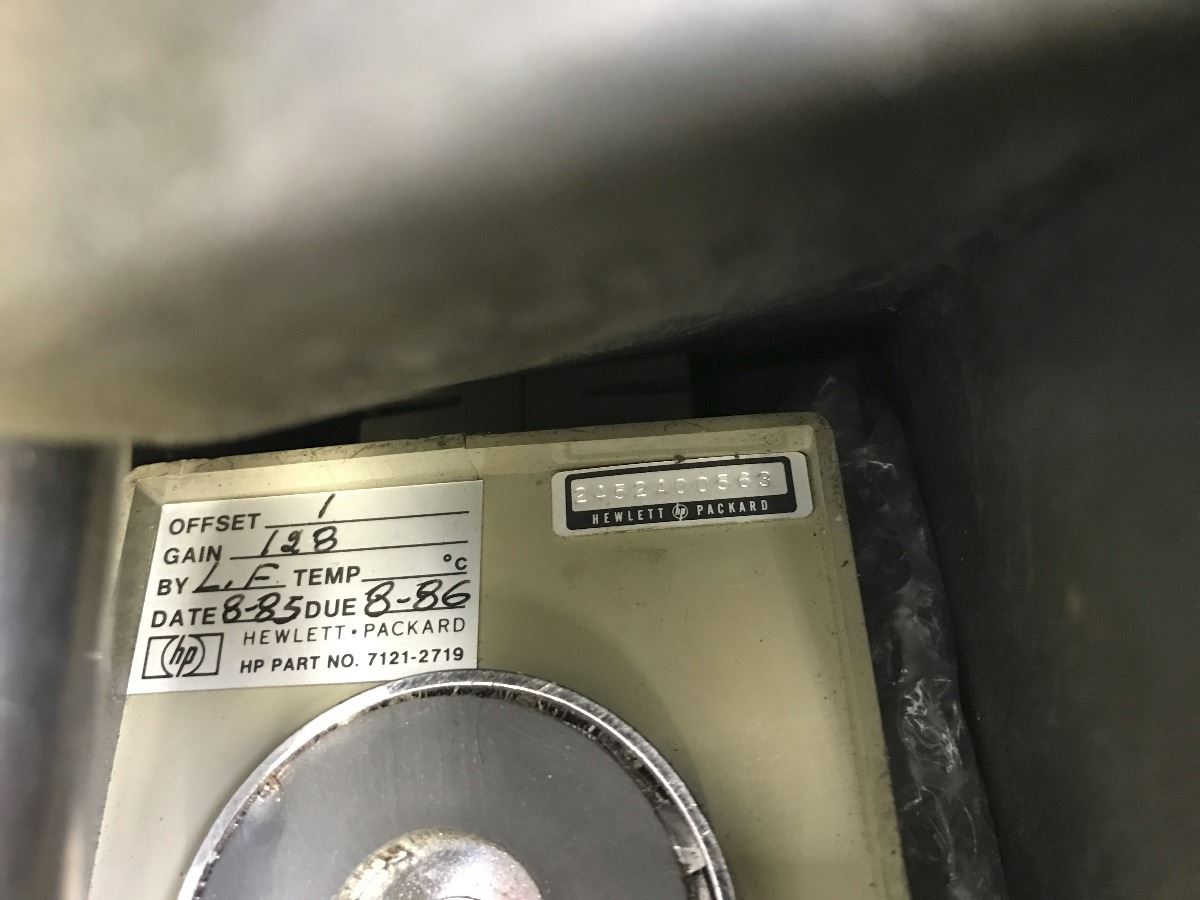 OFFSET 1
GAIN 128
BY L.F TEMP °C
DATE 8-85 DUE 8-86
hp HEWLETT • PACKARD
HP PART NO. 7121-2719
2452A00563
HEWLETT hp PACKARD